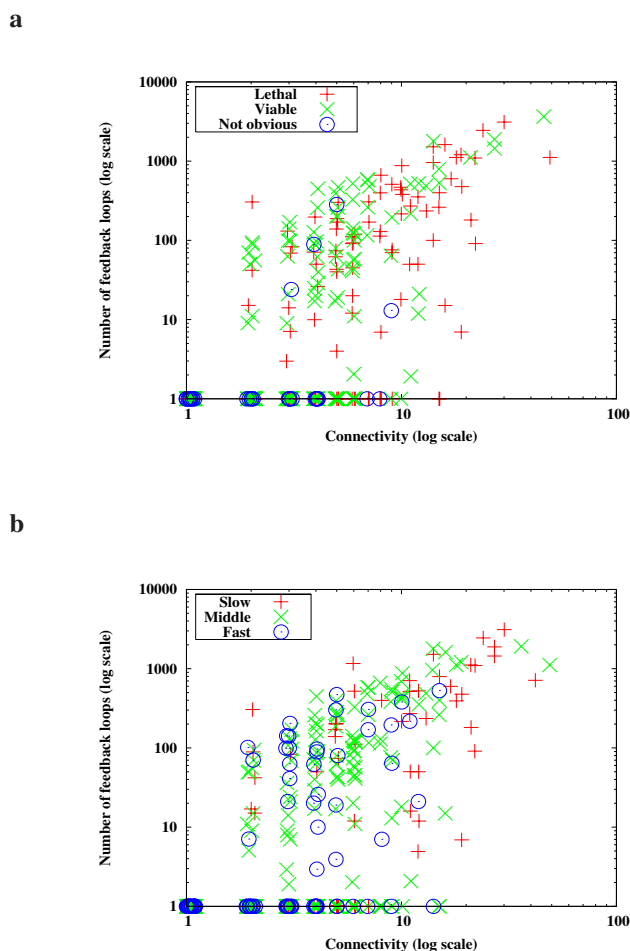 a
10000
1000
100
10
1
1
10
100
Number of feedback loops (log scale)
Connectivity (log scale)
Lethal
Viable
Not obvious
b
10000
1000
100
10
1
1
10
100
Number of feedback loops (log scale)
Connectivity (log scale)
Slow
Middle
Fast